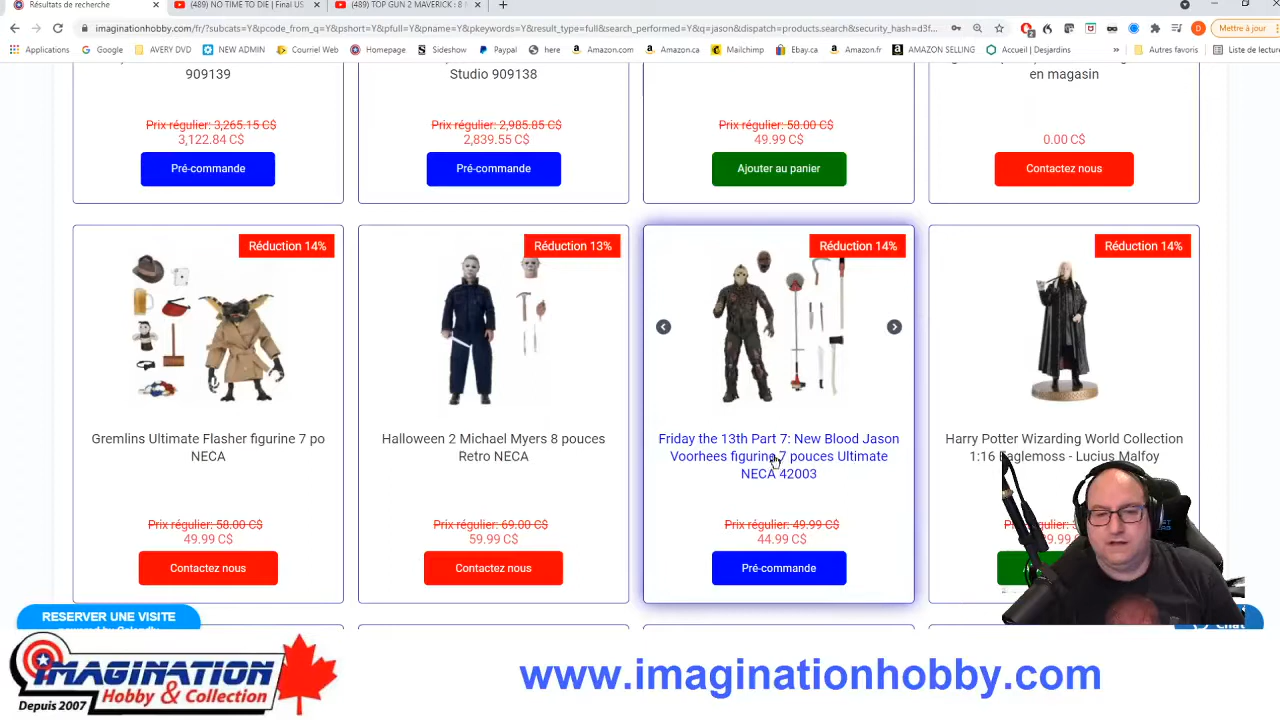 Résultats de recherche
(489) NO TIME TO DIE | Final US
(489) TOP GUN 2 MAVERICK : 8
imaginationhobby.com/fr/?subcats=Y&pcode_from_q=Y&pshort=Y&pfull=Y&pname=Y&pkeywords=Y&result_type=full&search_performed=Y&q=jason&dispatch=products.search&security_hash=d3f...
Mettre à jour
Applications
Google
AVERY DVD
NEW ADMIN
Courriel Web
Homepage
Sideshow
Paypal
here
Amazon.com
Amazon.ca
Mailchimp
Ebay.ca
Amazon.fr
AMAZON SELLING
Accueil | Desjardins
Autres favoris
Liste de lecture
909139
Studio 909138
en magasin
Prix régulier: 3,265.15 C$
3,122.84 C$
Pré-commande
Prix régulier: 2,985.85 C$
2,839.55 C$
Pré-commande
Prix régulier: 58.00 C$
49.99 C$
Ajouter au panier
0.00 C$
Contactez nous
Réduction 14%
Gremlins Ultimate Flasher figurine 7 po
NECA
Prix régulier: 58.00 C$
49.99 C$
Contactez nous
Réduction 13%
Halloween 2 Michael Myers 8 pouces
Retro NECA
Prix régulier: 69.00 C$
59.99 C$
Contactez nous
Réduction 14%
Friday the 13th Part 7: New Blood Jason
Voorhees figurine 7 pouces Ultimate
NECA 42003
Prix régulier: 49.99 C$
44.99 C$
Pré-commande
Réduction 14%
Harry Potter Wizarding World Collection
1:16 Eaglemoss - Lucius Malfoy
RESERVER UNE VISITE
powered by Calendly
Chat
IMAGINATION
Hobby & Collection
Depuis 2007
www.imaginationhobby.com